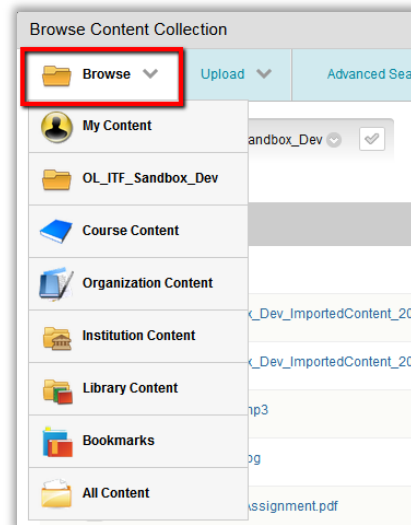 Browse Content Collection
Browse Upload Advanced Sea
My Content
andbox_Dev
OL_ITF_Sandbox_Dev
Course Content
Organization Content
x_Dev_ImportedContent_20
Institution Content
x_Dev_ImportedContent_20
Library Content
np3
Bookmarks
og
All Content
Assignment.pdf